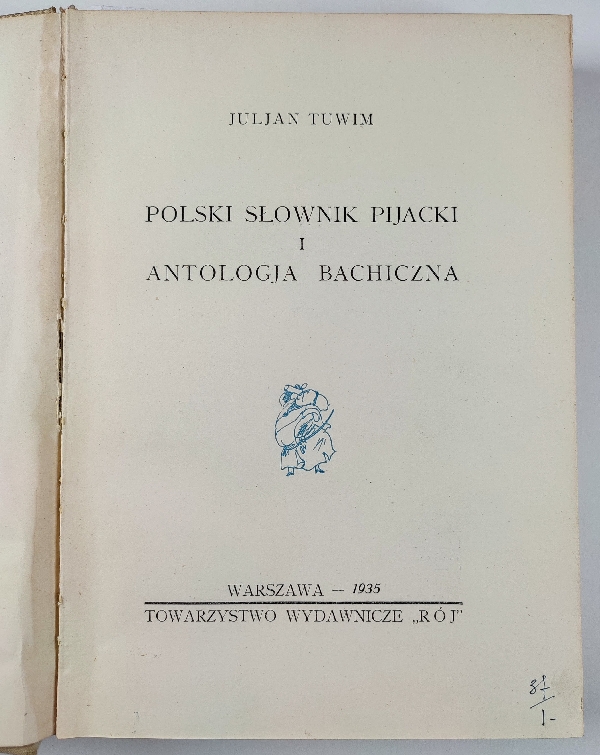 JULJAN TUWIM
POLSKI SŁOWNIK PIJACKI
I
ANTOLOGJA BACHICZNA
WARSZAWA — 1935
TOWARZYSTWO WYDAWNICZE „RÓJ”